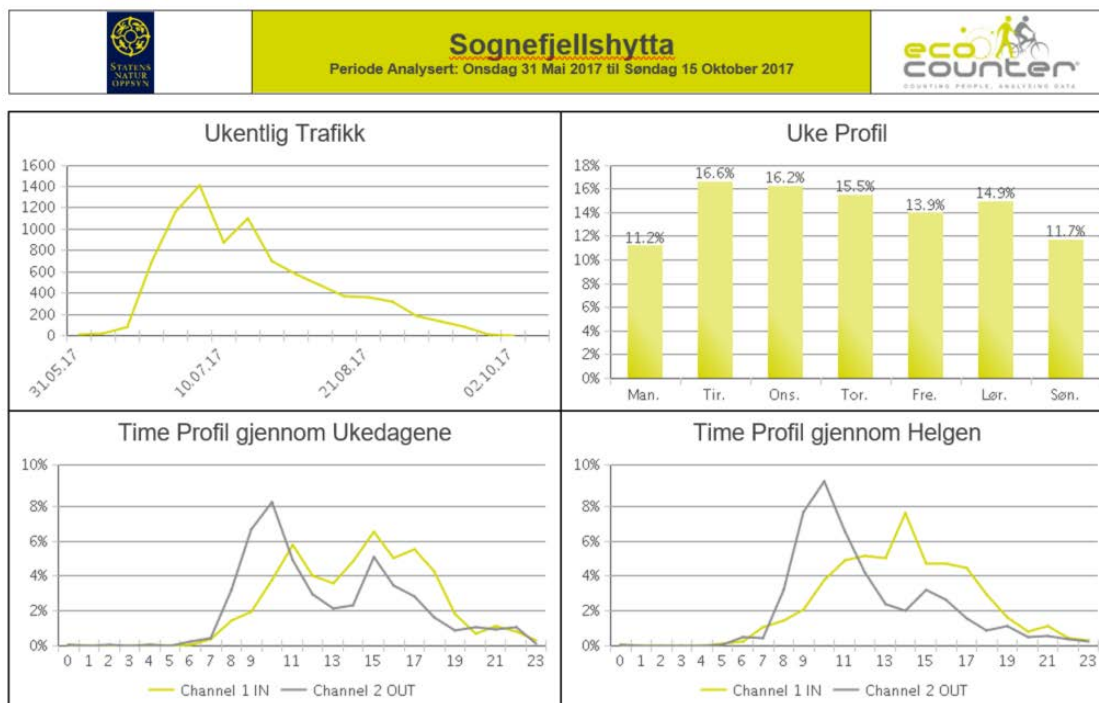 STATENS
NATUR
OPPSYN
Sognefjellshytta
Periode Analysert: Onsdag 31 Mai 2017 til Søndag 15 Oktober 2017
eco
counter
COUNTING PEOPLE, ANALYSING DATA
Ukentlig Trafikk
1600
1400
1200
1000
800
600
400
200
0
31.05.17
10.07.17
21.08.17
02.10.17
Uke Profil
18%
16%
14%
12%
10%
8%
6%
4%
2%
0%
11.2%
16.6%
16.2%
15.5%
13.9%
14.9%
11.7%
Man. Tir. Ons. Tor. Fre. Lør. Søn.
Time Profil gjennom Ukedagene
10%
8%
6%
4%
2%
0%
0 1 2 3 4 5 6 7 8 9 11 13 15 17 19 21 23
Channel 1 IN Channel 2 OUT
Time Profil gjennom Helgen
10%
8%
6%
4%
2%
0%
0 1 2 3 4 5 6 7 8 9 11 13 15 17 19 21 23
Channel 1 IN Channel 2 OUT